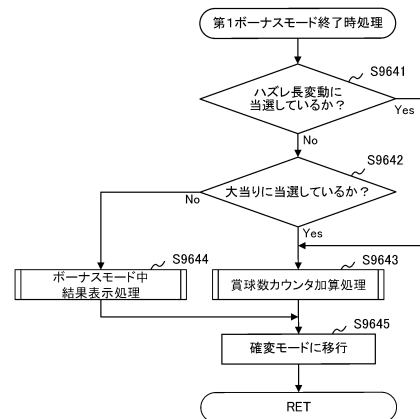 第１ボーナスモード終了時処理
S9641
ハズレ長変動に
当選しているか？
Yes
No
S9642
大当りに当選しているか？
No
Yes
S9644
S9643
ボーナスモード中
結果表示処理
賞球数カウンタ加算処理
S9645
確変モードに移行
RET